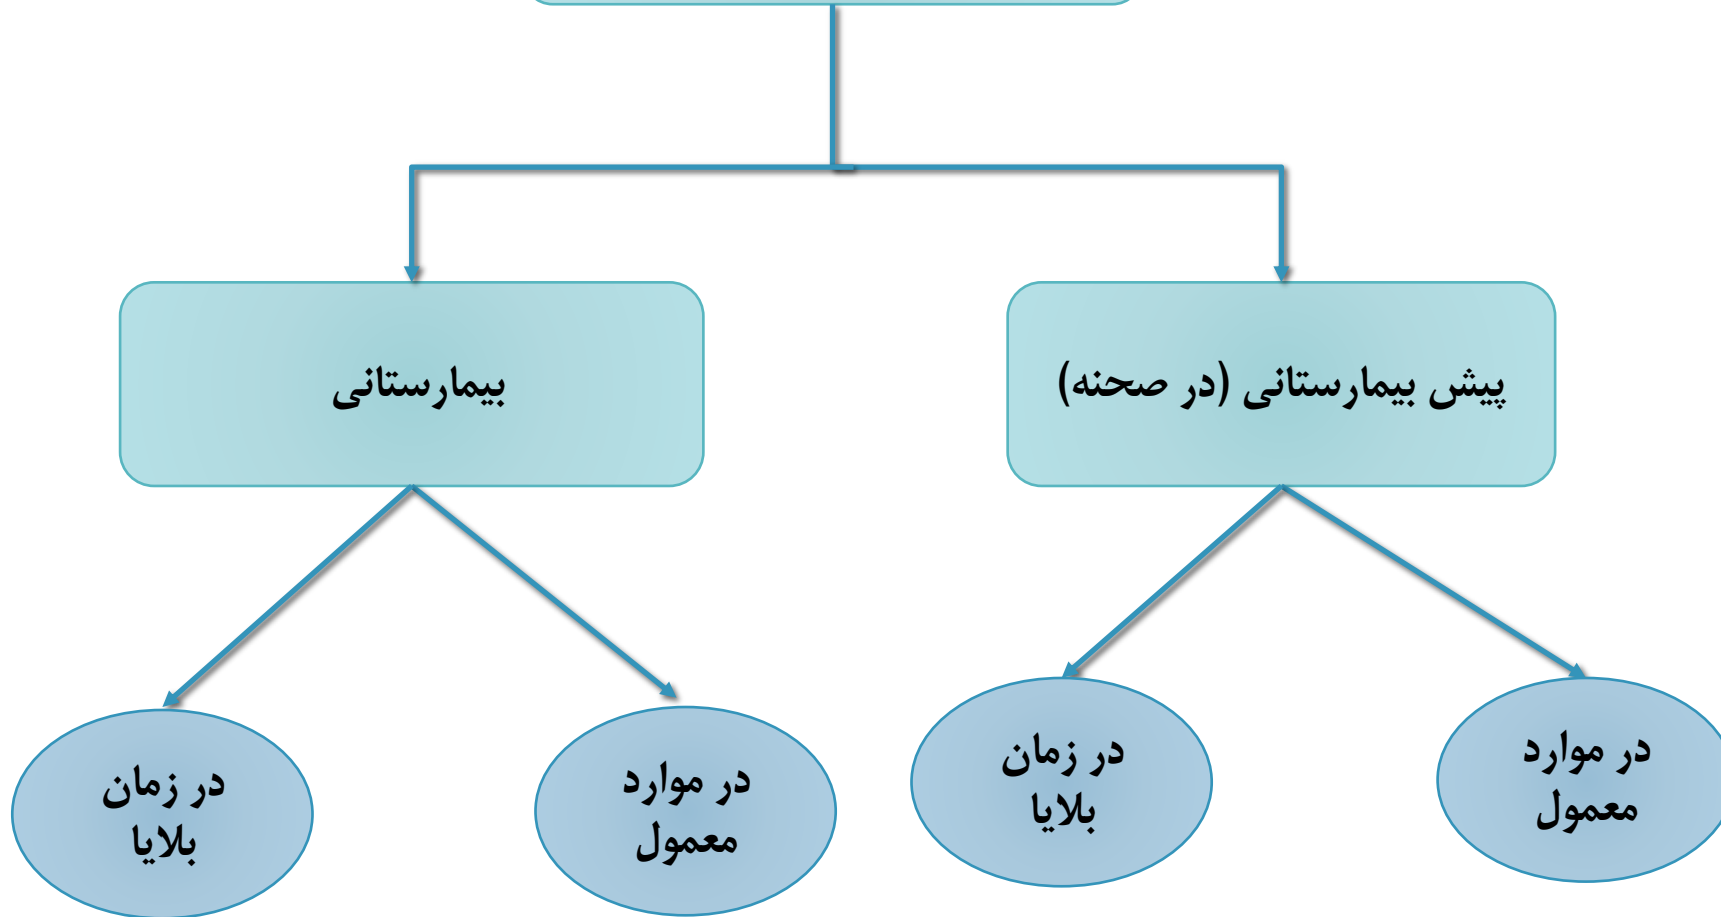 پیش بیمارستانی (در صحنه)
بیمارستانی
در موارد
معمول
در زمان
بلایا
در موارد
معمول
در زمان
بلایا